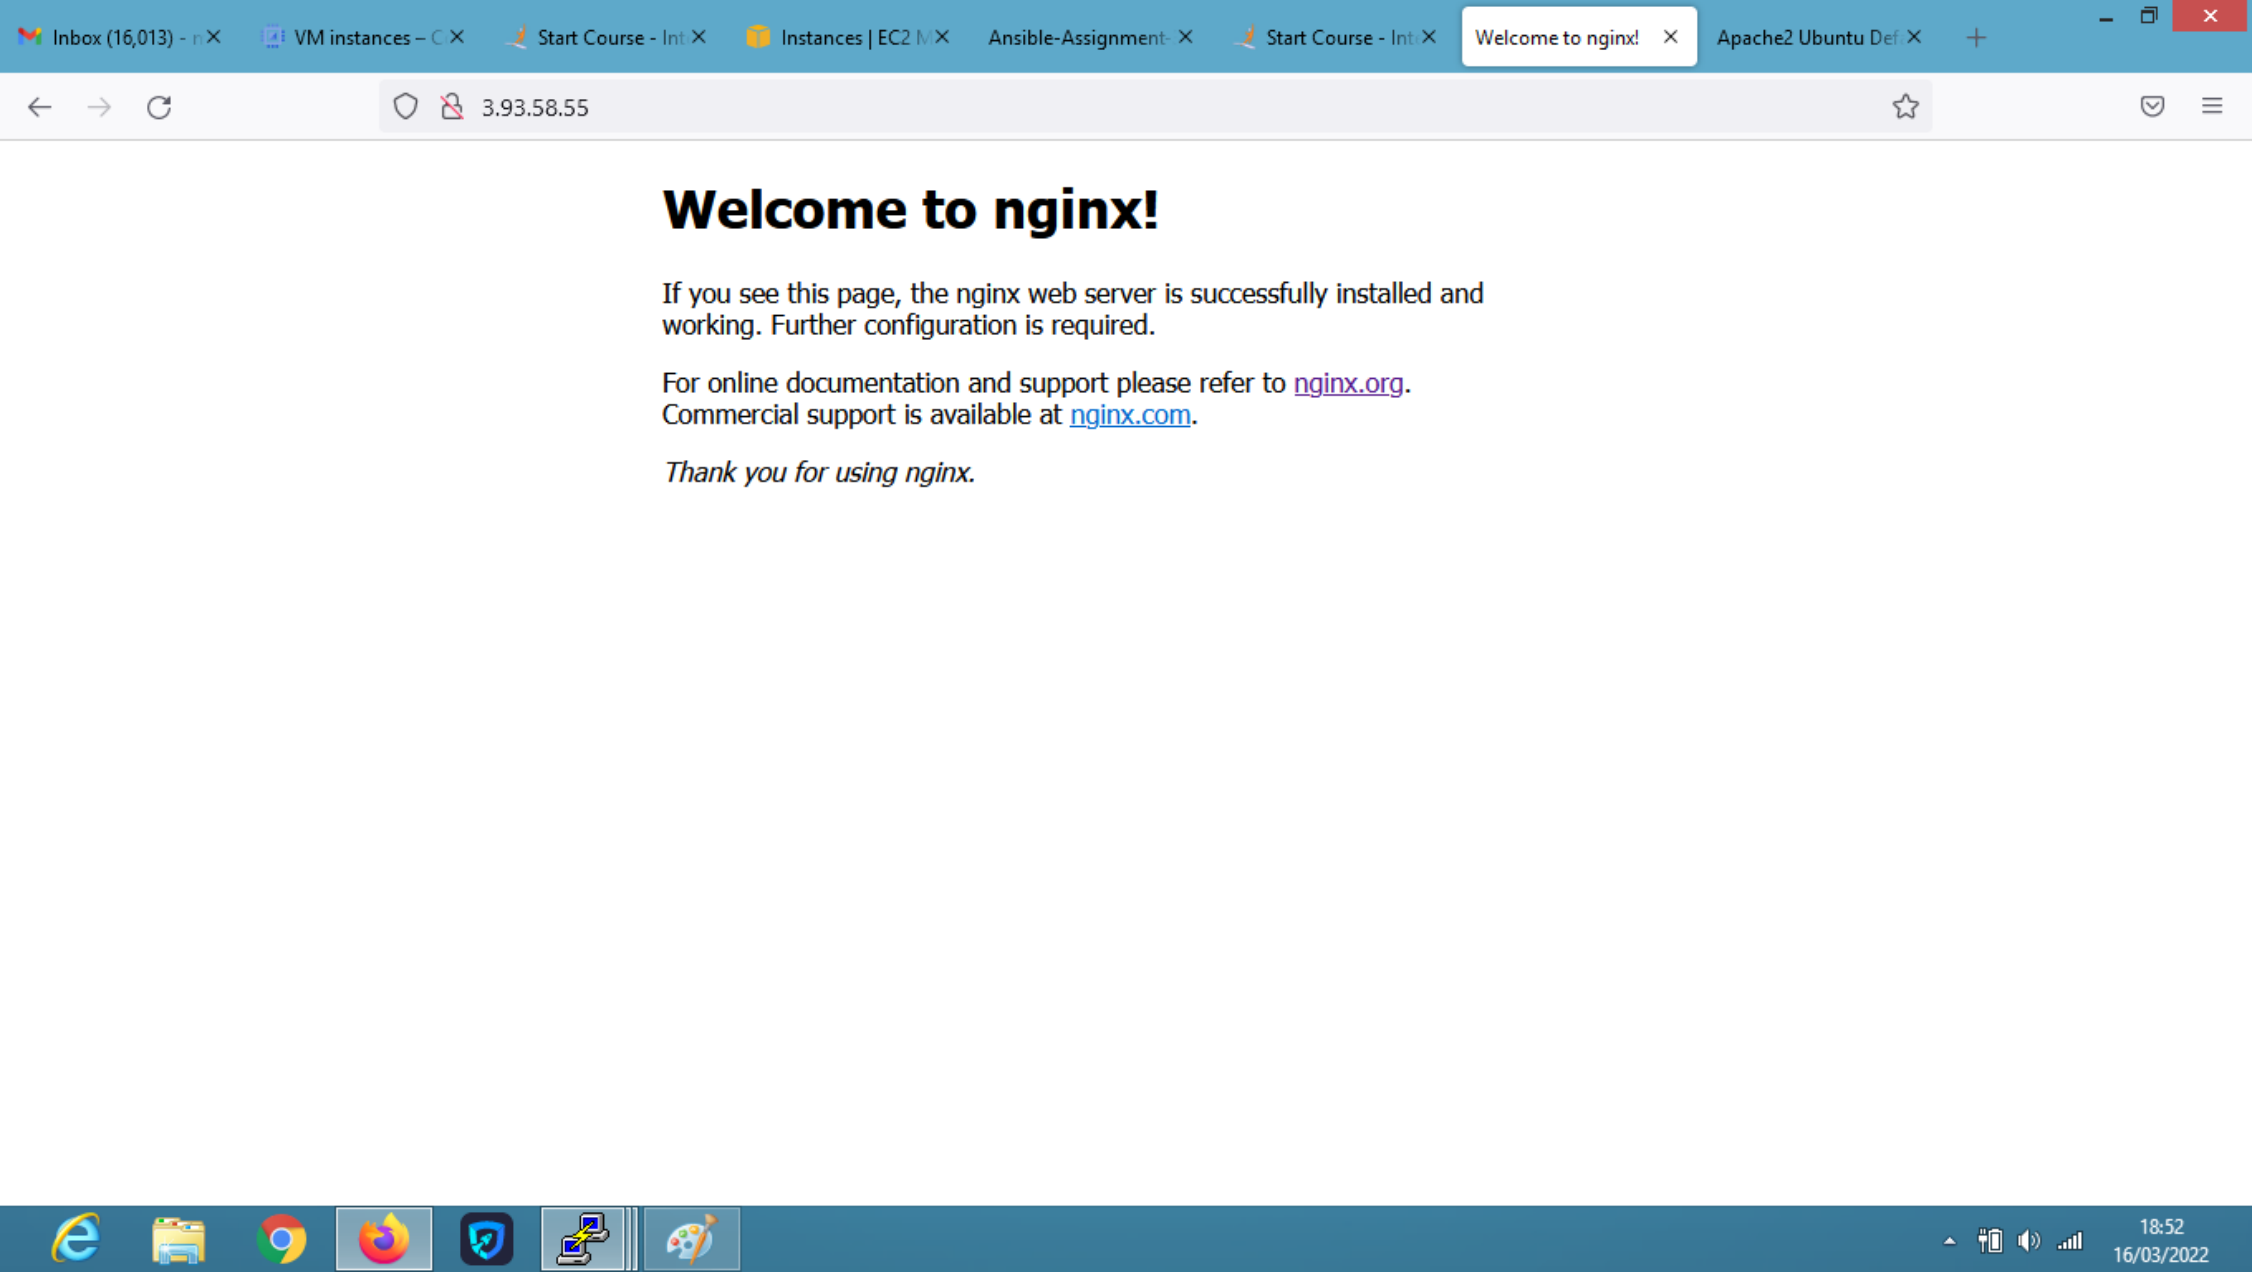 Inbox (16,013) - n
VM instances – C
Start Course - Int
Instances | EC2 M
Ansible-Assignment-
Start Course - Inte
Welcome to nginx!
Apache2 Ubuntu Def
3.93.58.55
Welcome to nginx!
If you see this page, the nginx web server is successfully installed and
working. Further configuration is required.
For online documentation and support please refer to nginx.org.
Commercial support is available at nginx.com.
Thank you for using nginx.
18:52
16/03/2022